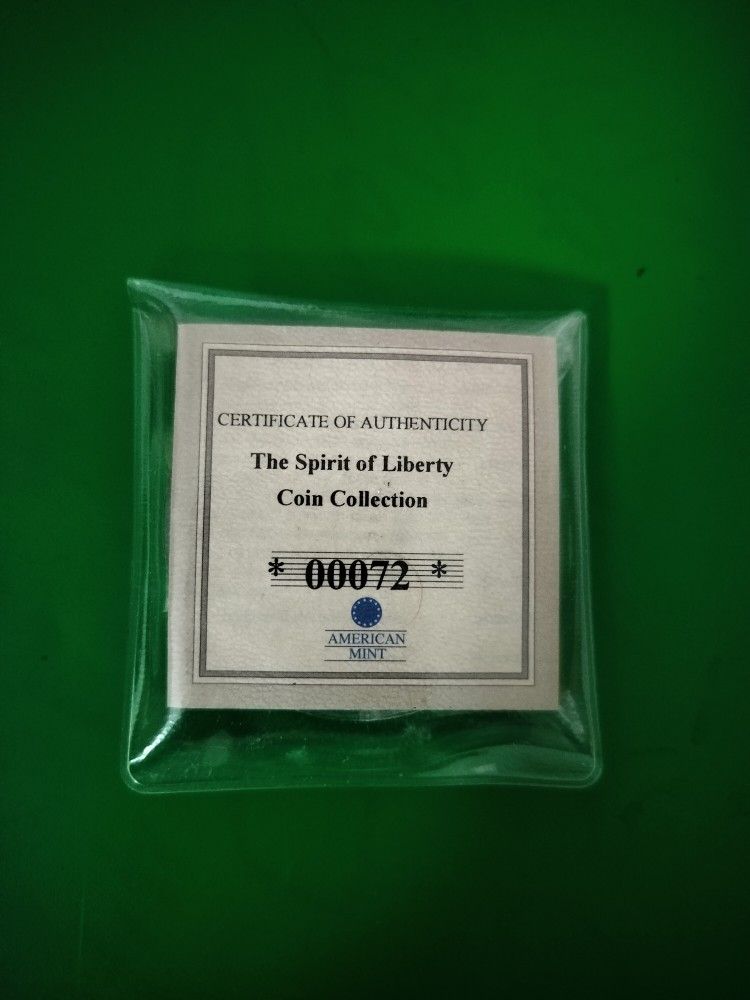 CERTIFICATE OF AUTHENTICITY
The Spirit of Liberty
Coin Collection
* 00072 *
AMERICAN
MINT